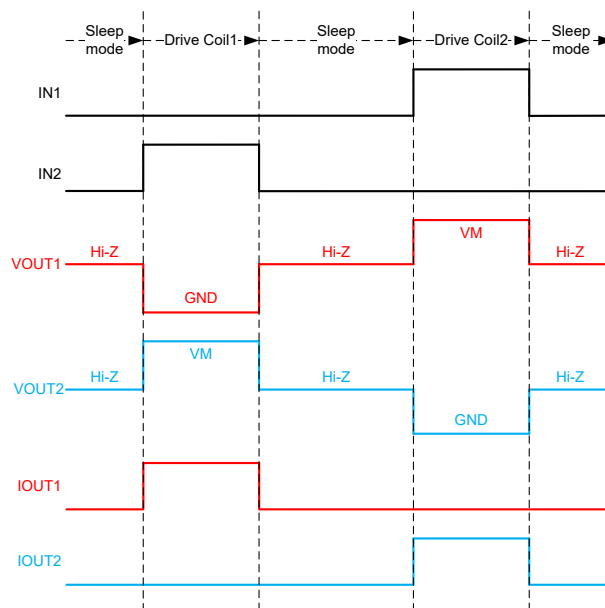 Sleep mode
Drive Coil1
Sleep mode
Drive Coil2
Sleep mode
IN1
IN2
VM
Hi-Z
Hi-Z
Hi-Z
VOUT1
GND
VM
Hi-Z
Hi-Z
Hi-Z
VOUT2
GND
IOUT1
IOUT2